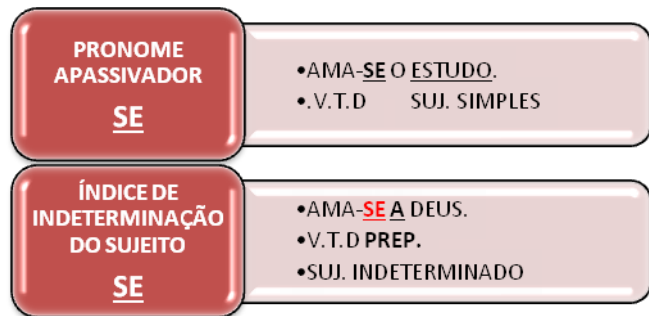 PRONOME
APASSIVADOR
SE
•AMA-SE O ESTUDO.
•.V.T.D SUJ. SIMPLES
ÍNDICE DE
INDETERMINAÇÃO
DO SUJEITO
SE
•AMA-SE A DEUS.
•V.T.D PREP.
•SUJ. INDETERMINADO